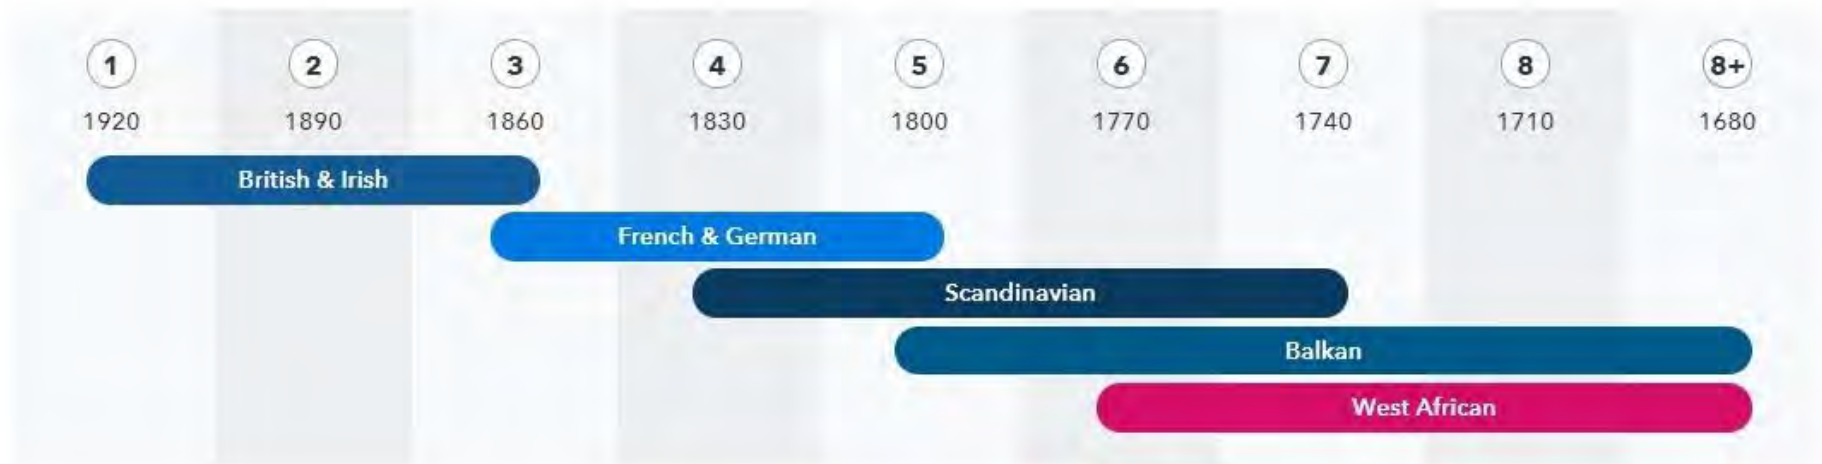 1 2 3 4 5 6 7 8 8+
1920 1890 1860 1830 1800 1770 1740 1710 1680
British & Irish
French & German
Scandinavian
Balkan
West African